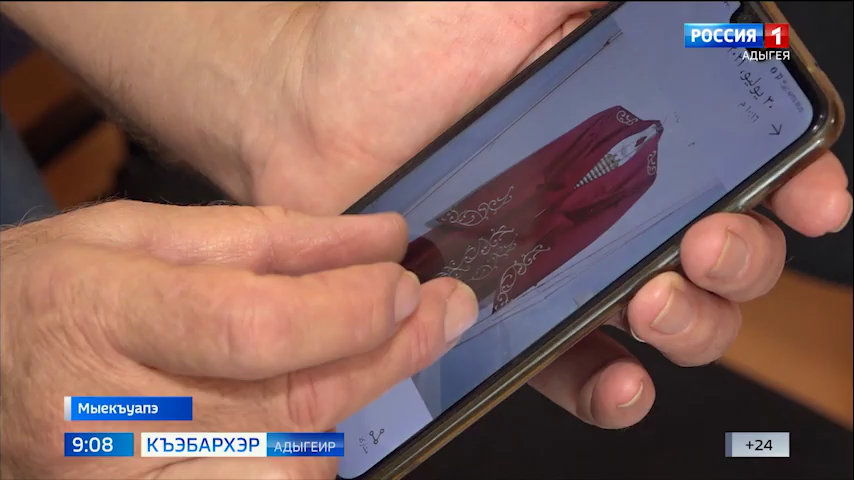 РОССИЯ 1
АДЫГЕЯ
Мыекъуапэ
9:08 КЪЭБАРХЭР АДЫГЕИР
+24